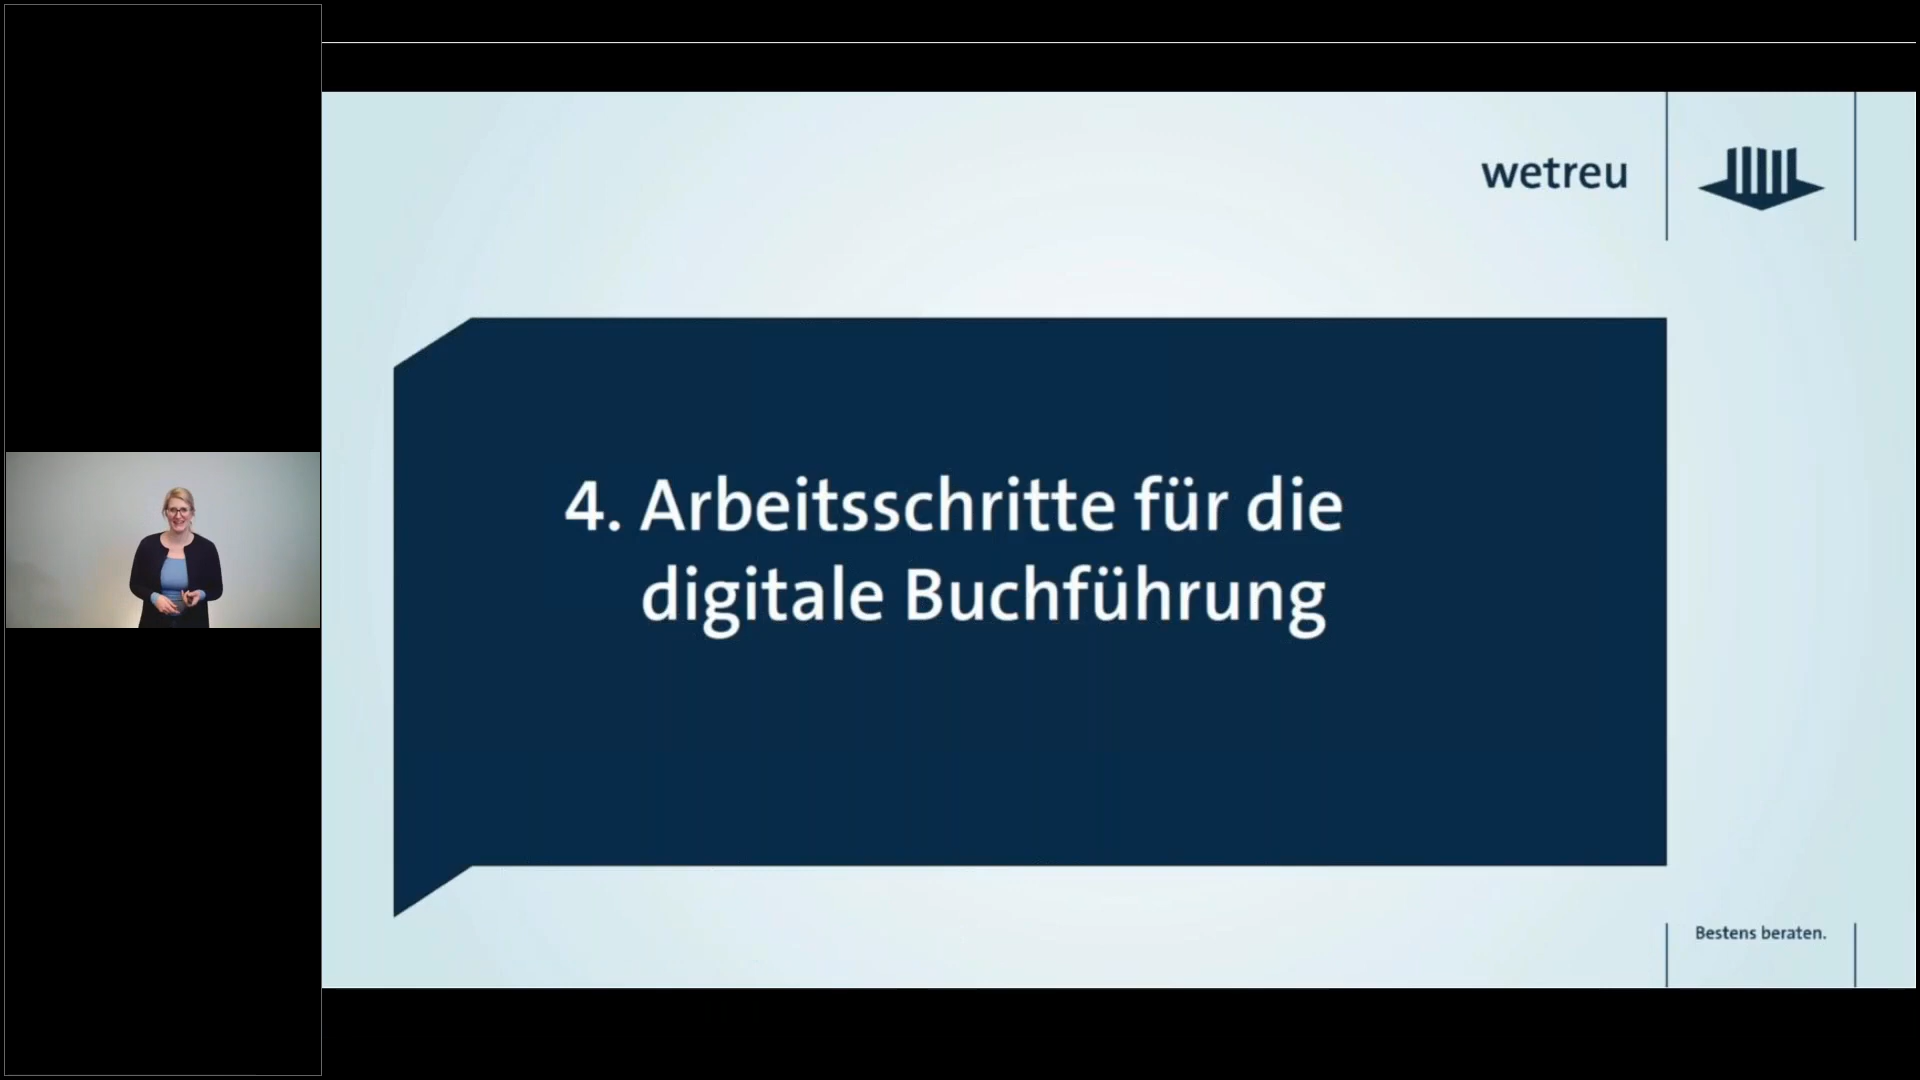 wetreu
4. Arbeitsschritte für die
digitale Buchführung
Bestens beraten.